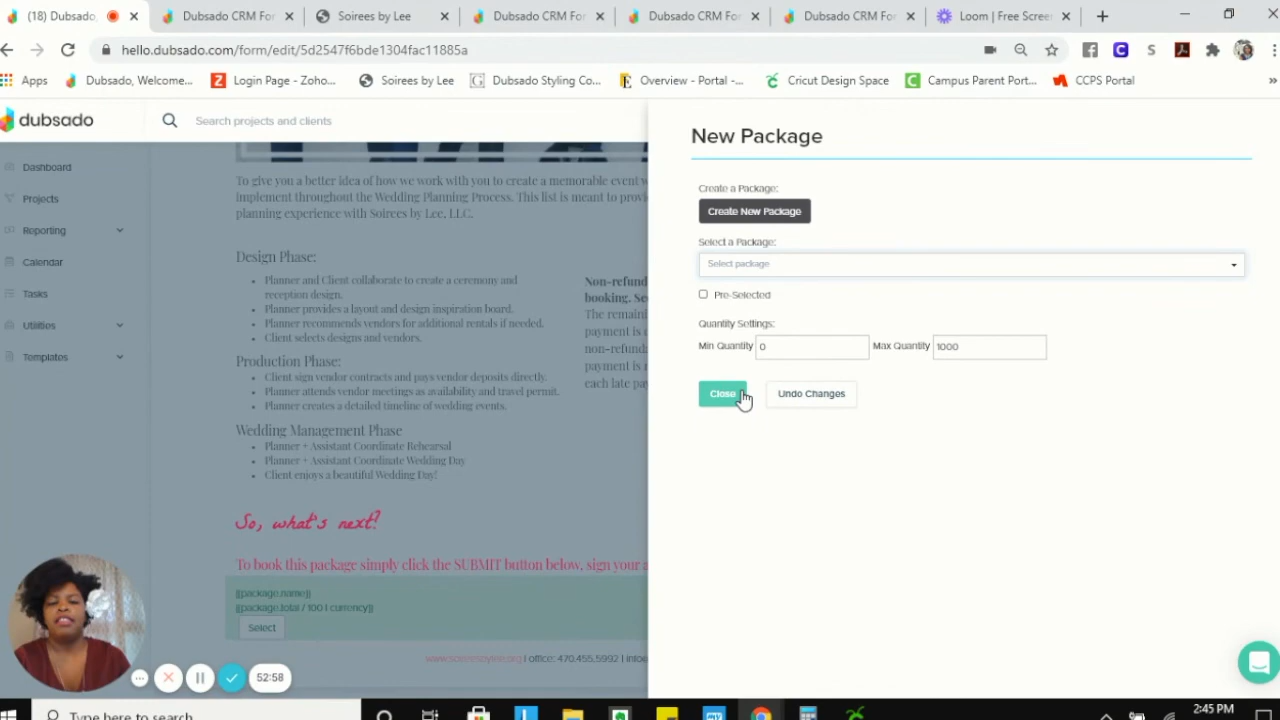 (18) Dubsado,
Dubsado CRM For
Soirees by Lee
Dubsado CRM For
Dubsado CRM For
Dubsado CRM For
Loom | Free Screen
hello.dubsado.com/form/edit/5d2547f6bde1304fac11885a
Apps
Dubsado, Welcome...
Login Page - Zoho...
Soirees by Lee
Dubsado Styling Co...
Overview - Portal -...
Cricut Design Space
Campus Parent Port...
CCPS Portal
»
dubsado
Search projects and clients
Dashboard
Projects
Reporting
Calendar
Tasks
Utilities
Templates
To give you a better idea of how we work with you to create a memorable event w
implement throughout the Wedding Planning Process. This list is meant to provi
planning experience with Soirees by Lee, LLC.
Design Phase:
• Planner and Client collaborate to create a ceremony and
reception design.
• Planner provides a layout and design inspiration board.
• Planner recommends vendors for additional rentals if needed.
• Client selects designs and vendors.
Production Phase:
• Client sign vendor contracts and pays vendor deposits directly.
• Planner attends vendor meetings as availability and travel permit.
• Planner creates a detailed timeline of wedding events.
Wedding Management Phase
• Planner + Assistant Coordinate Rehearsal
• Planner + Assistant Coordinate Wedding Day
• Client enjoys a beautiful Wedding Day!
Non-refund
booking. Se
The remain
payment is d
non-refunda
payment is r
each late pay
So, what's next?
To book this package simply click the SUBMIT button below, sign your a
{{package.name}}
{{package.total / 100 | currency}}
Select
www.soireesbylee.org | office: 470.455.5992 | info@
New Package
Create a Package:
Create New Package
Select a Package:
Select package
Pre-Selected
Quantity Settings:
Min Quantity 0 Max Quantity 1000
Close
Undo Changes
52:58
Type here to search
2:45 PM